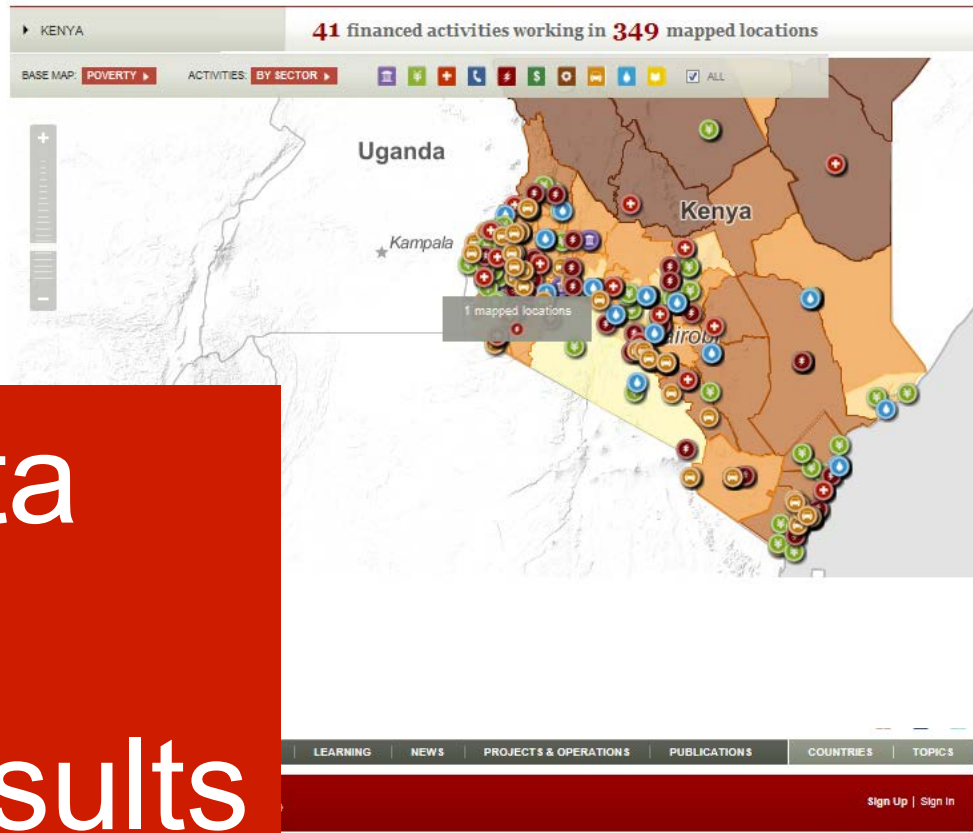 KENYA
41 financed activities working in 349 mapped locations
BASE MAP: POVERTY
ACTIVITIES: BY SECTOR
ALL
Uganda
Kenya
Kampala
1 mapped locations
airobi
ta
sults
LEARNING | NEWS | PROJECTS & OPERATIONS | PUBLICATIONS
COUNTRIES | TOPICS
Sign Up | Sign In